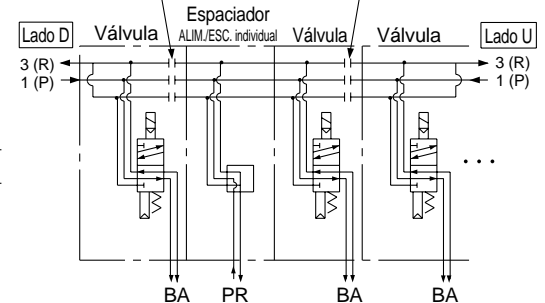 Espaciador
Lado D Válvula ALIM./ESC. individual Válvula Válvula Lado U
3 (R) 3 (R)
1 (P) 1 (P)
BA PR BA BA